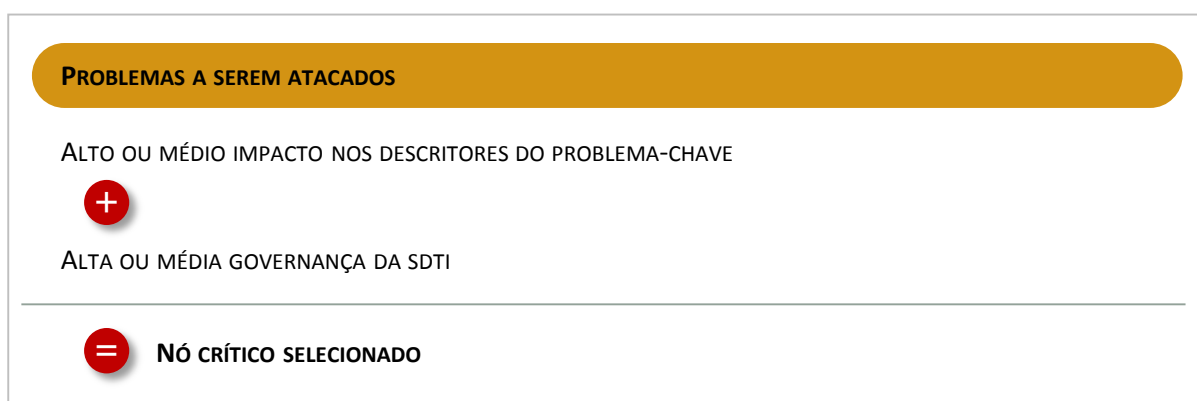 PROBLEMAS A SEREM ATACADOS
ALTO OU MÉDIO IMPACTO NOS DESCRITORES DO PROBLEMA-CHAVE
+
ALTA OU MÉDIA GOVERNANÇA DA SDTI
= NÓ CRÍTICO SELECIONADO